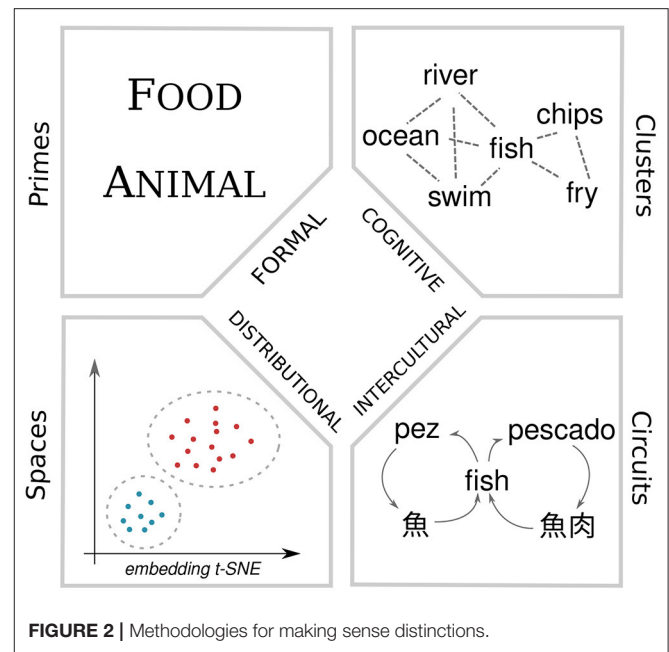 Primes
FOOD
ANIMAL
FORMAL
Clusters
river
ocean
chips
fish
swim
fry
COGNITIVE
Spaces
DISTRIBUTIONAL
embedding t-SNE
Circuits
INTERCULTURAL
pez
pescado
fish
魚
魚肉
FIGURE 2 | Methodologies for making sense distinctions.